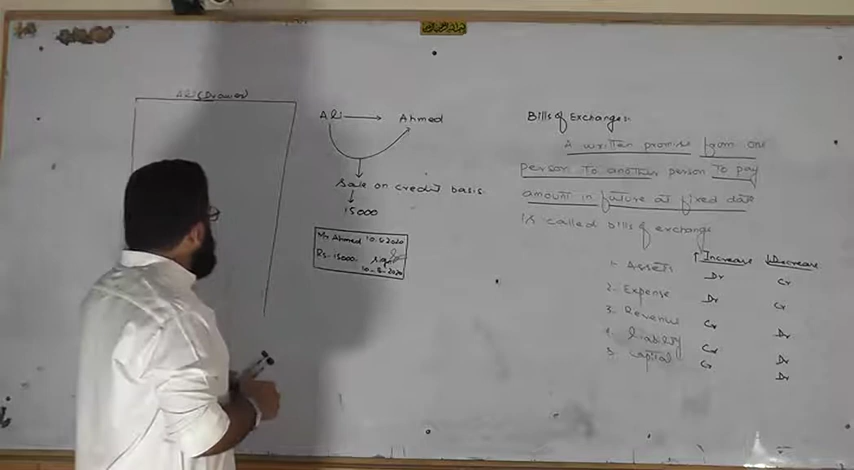 ALI (Drawer)
ALI → Ahmed
Sale on credit basis
15000
Mr Ahmed 10.5.2020
Rs. 15000. sign
10-8-2020
Bills of Exchange:
A written promise from one
person to another person to pay
amount in future at fixed date
is called bills of exchange
↑ Increase ↓ Decrease
1. Assets Dr Cr
2. Expense Dr Cr
3. Revenue Cr Dr
4. liability Cr Dr
5. capital Cr Dr